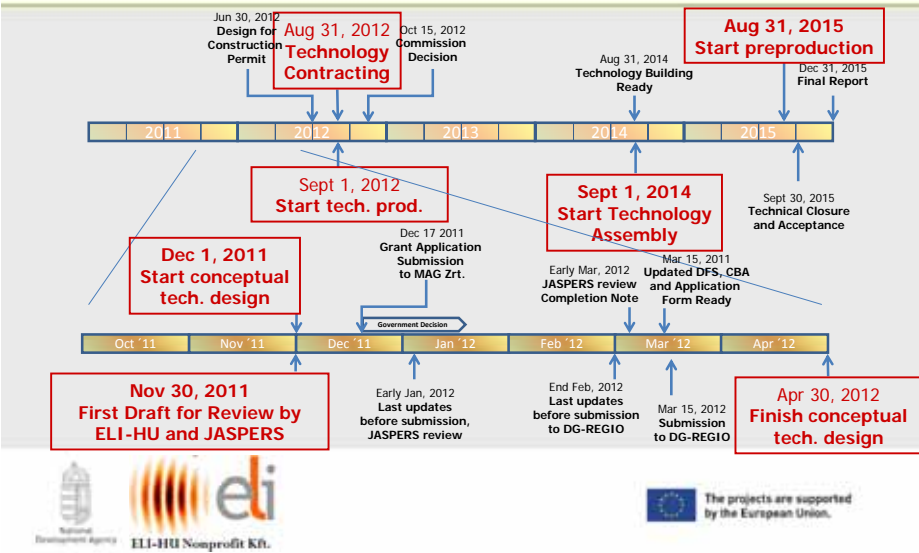 Jun 30, 2012
Design for
Construction
Permit
Aug 31, 2012
Technology
Contracting
Oct 15, 2012
Commission
Decision
Aug 31, 2014
Technology Building
Ready
Aug 31, 2015
Start preproduction
Dec 31, 2015
Final Report
2011 2012 2013 2014 2015
Sept 1, 2012
Start tech. prod.
Sept 1, 2014
Start Technology
Assembly
Sept 30, 2015
Technical Closure
and Acceptance
Dec 1, 2011
Start conceptual
tech. design
Dec 17 2011
Grant Application
Submission
to MAG Zrt.
Early Mar, 2012
JASPERS review
Completion Note
Mar 15, 2011
Updated DFS, CBA
and Application
Form Ready
Government Decision
Oct ´11 Nov ´11 Dec ´11 Jan ´12 Feb ´12 Mar ´12 Apr ´12
Nov 30, 2011
First Draft for Review by
ELI-HU and JASPERS
Early Jan, 2012
Last updates
before submission,
JASPERS review
End Feb, 2012
Last updates
before submission
to DG-REGIO
Mar 15, 2012
Submission
to DG-REGIO
Apr 30, 2012
Finish conceptual
tech. design
National
Development Agency
eli
ELI-HU Nonprofit Kft.
The projects are supported
by the European Union.